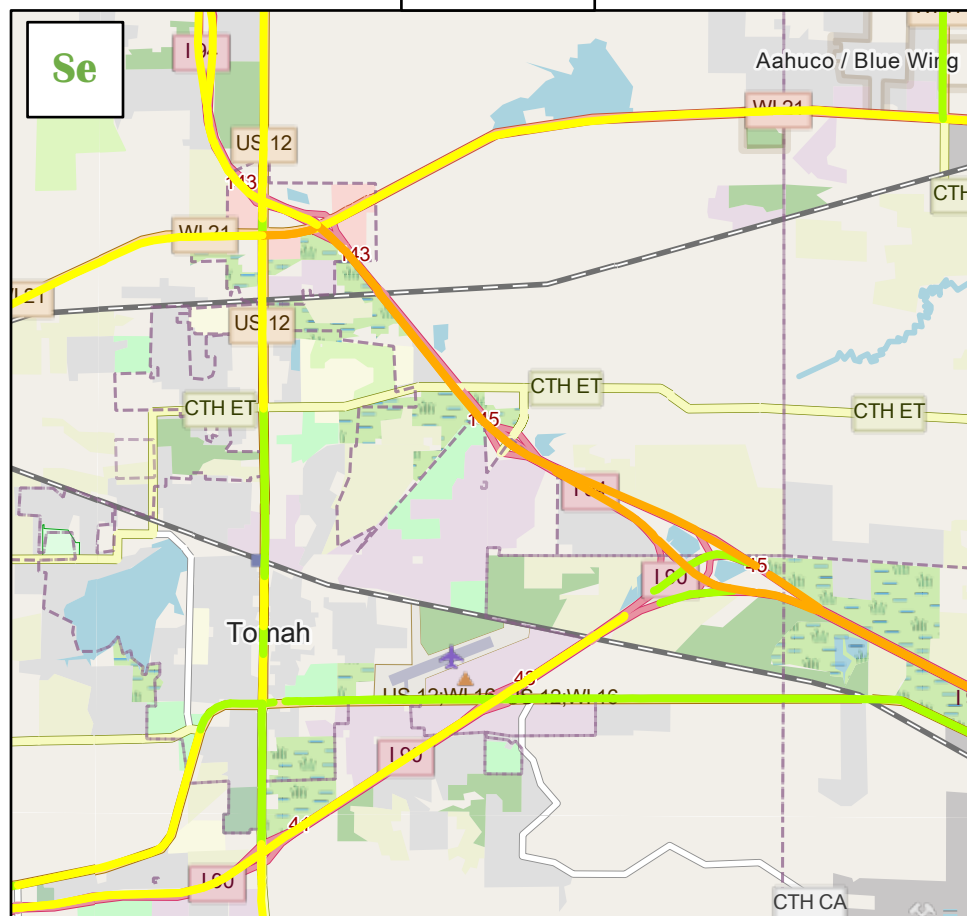 Se
I 94
Aahuco / Blue Wing
WI 21
US 12
143
CTH
WI 21
143
WI 21
US 12
CTH ET
CTH ET
CTH ET
145
I 94
45
I 90
Tomah
43
US 12;WI 16
US 12;WI 16
I 90
41
I 90
CTH CA